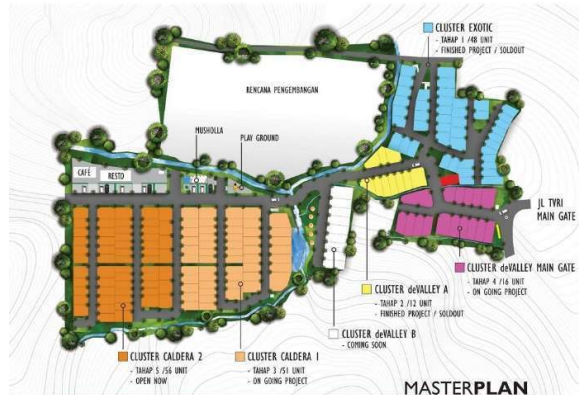 CLUSTER EXOTIC
- TAHAP 1 /48 UNIT
- FINISHED PROJECT / SOLDOUT
RENCANA PENGEMBANGAN
MUSHOLLA
PLAY GROUND
CAFÉ
RESTO
JL TVRI
MAIN GATE
CLUSTER deVALLEY MAIN GATE
- TAHAP 4 /16 UNIT
- ON GOING PROJECT
CLUSTER deVALLEY A
- TAHAP 2 /12 UNIT
- FINISHED PROJECT / SOLDOUT
CLUSTER deVALLEY B
- COMING SOON
CLUSTER CALDERA 2
- TAHAP 5 /56 UNIT
- OPEN NOW
CLUSTER CALDERA 1
- TAHAP 3 /51 UNIT
- ON GOING PROJECT
MASTERPLAN